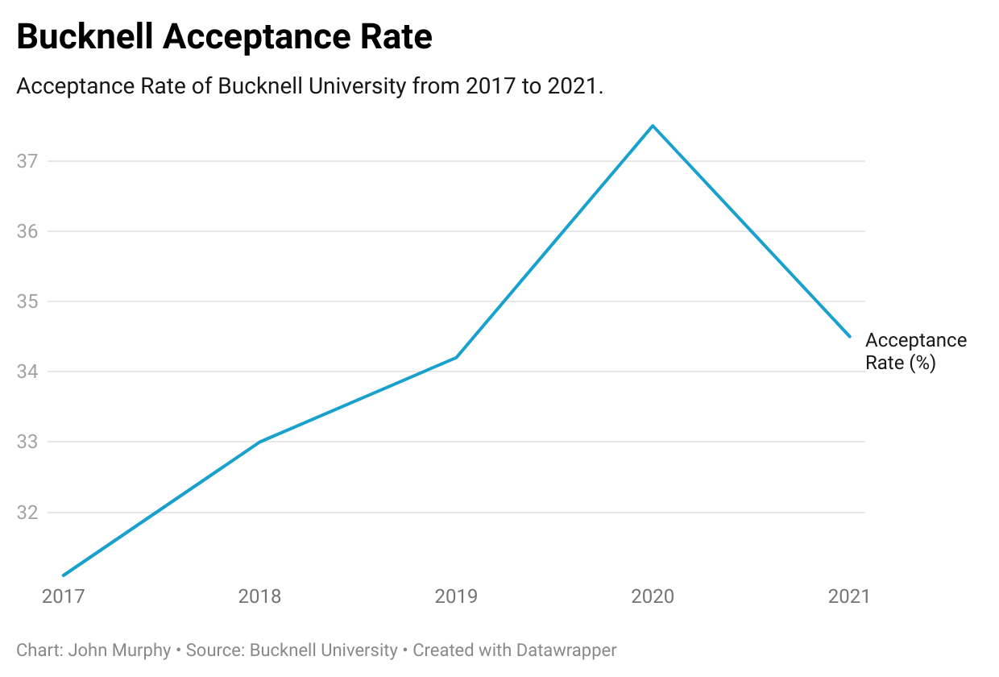 Bucknell Acceptance Rate
Acceptance Rate of Bucknell University from 2017 to 2021.
37
36
35
34
33
32
Acceptance
Rate (%)
2017 2018 2019 2020 2021
Chart: John Murphy • Source: Bucknell University • Created with Datawrapper